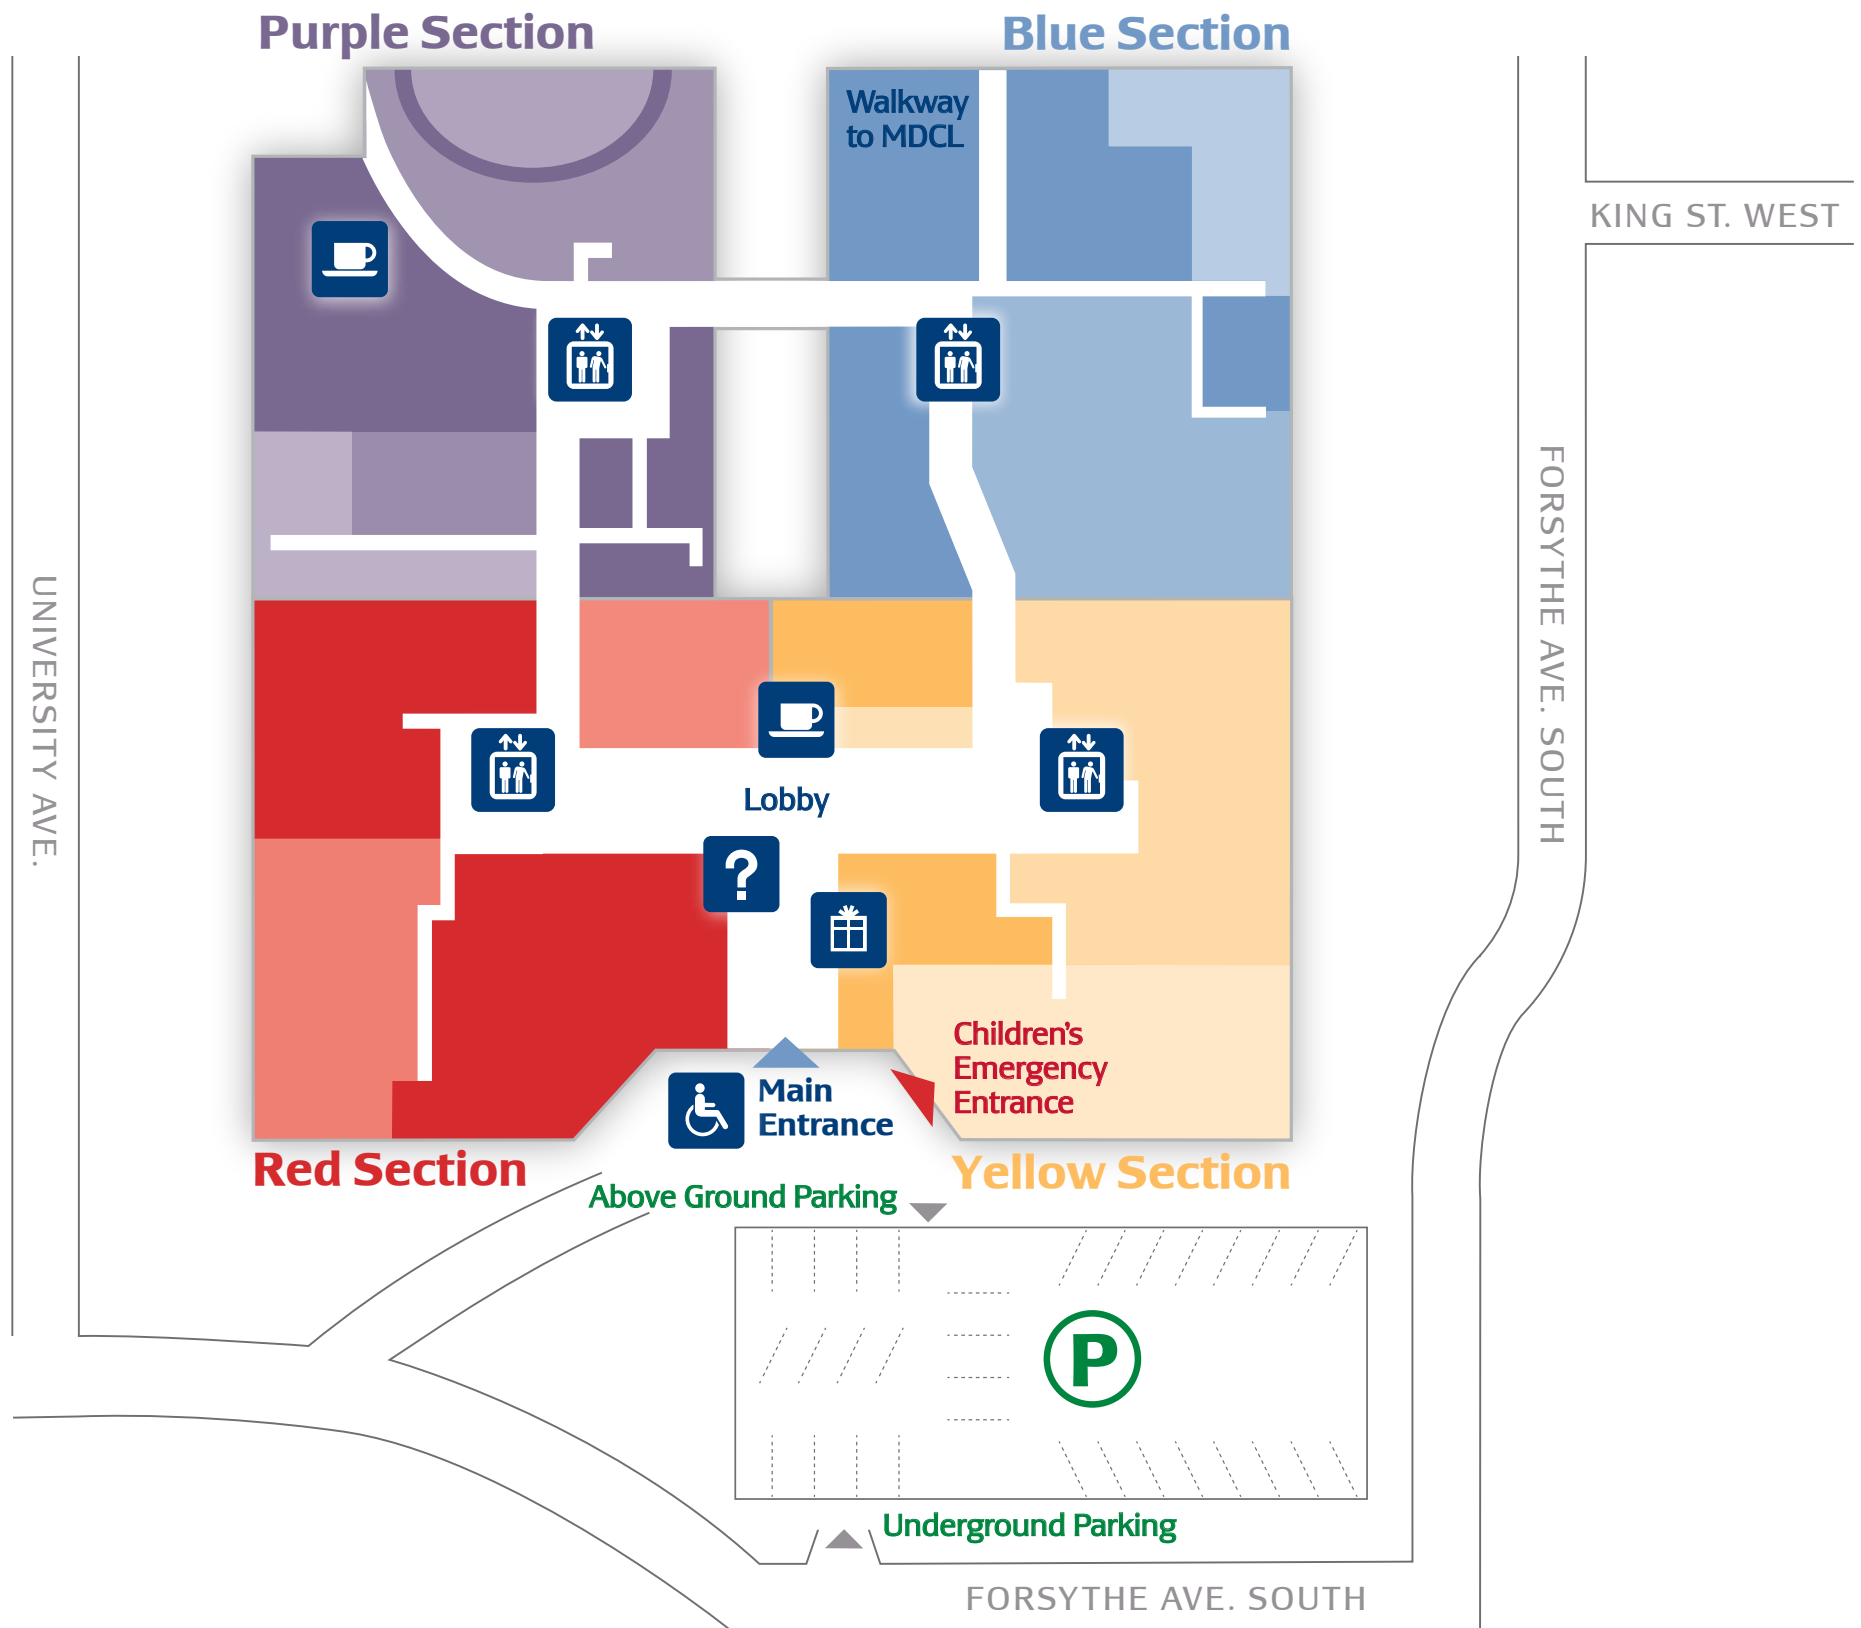 Purple Section
Blue Section
Walkway
to MDCL
KING ST. WEST
FORSYTHE AVE. SOUTH
UNIVERSITY AVE.
Lobby
?
Children's
Emergency
Entrance
Main
Entrance
Red Section
Yellow Section
Above Ground Parking
P
Underground Parking
FORSYTHE AVE. SOUTH